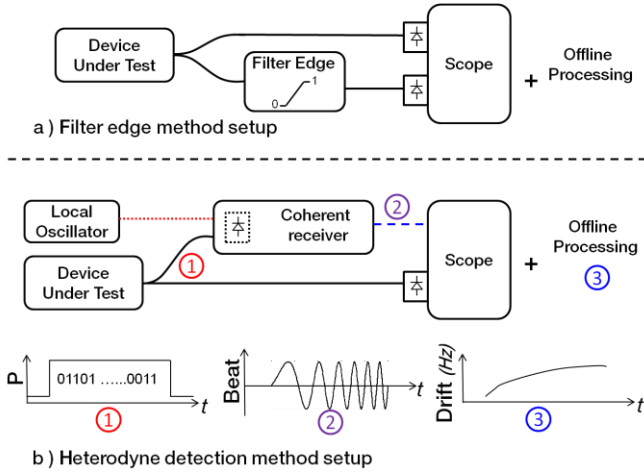 Device
Under Test
Filter Edge
0
1
Scope
+
Offline
Processing
a ) Filter edge method setup
Local
Oscillator
Coherent
receiver
2
Device
Under Test
1
Scope
+
Offline
Processing
3
P
01101 ......0011
t
1
Beat
t
2
Drift (Hz)
t
3
b ) Heterodyne detection method setup